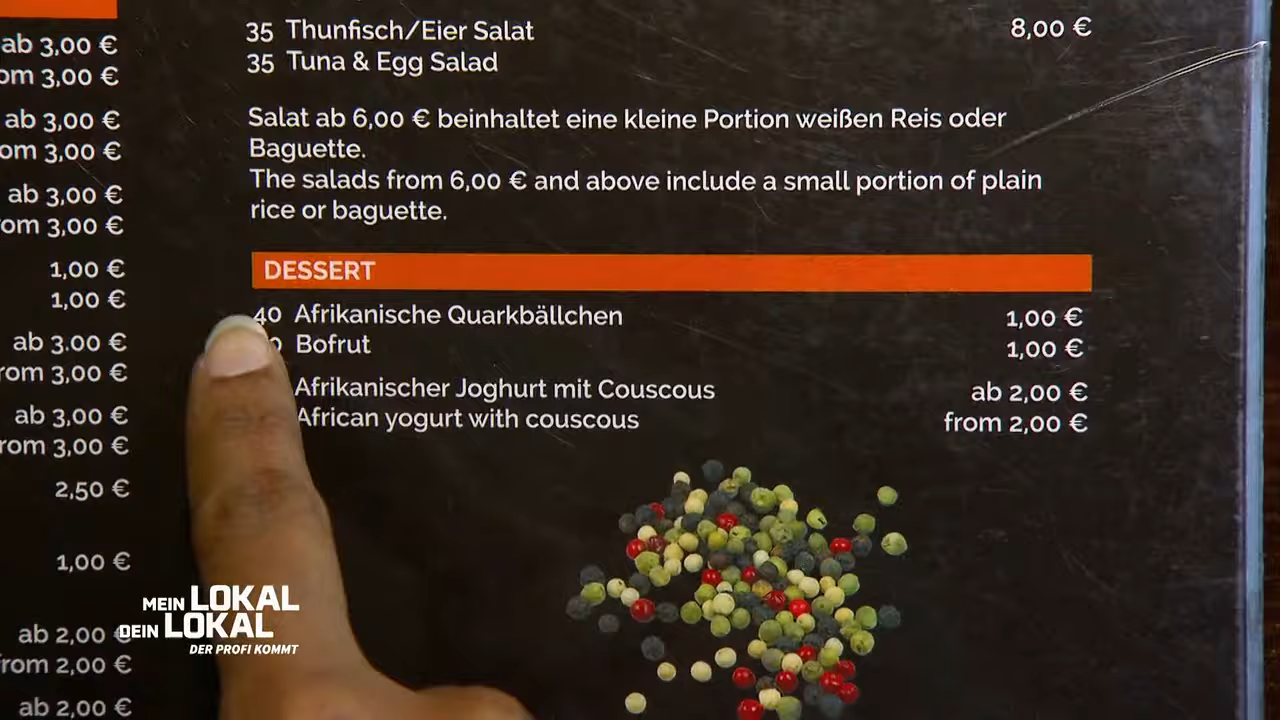 ab 3,00 €
om 3,00 €
ab 3,00 €
om 3,00 €
ab 3,00 €
om 3,00 €
1,00 €
1,00 €
ab 3.00 €
rom 3,00 €
ab 3,00 €
rom 3,00 €
2,50 €
1,00 €
ab 2,00 €
from 2,00 €
ab 2,00 €
35 Thunfisch/Eier Salat 8,00 €
35 Tuna & Egg Salad
Salat ab 6,00 € beinhaltet eine kleine Portion weißen Reis oder
Baguette.
The salads from 6,00 € and above include a small portion of plain
rice or baguette.
DESSERT
40 Afrikanische Quarkbällchen 1,00 €
0 Bofrut 1,00 €
Afrikanischer Joghurt mit Couscous ab 2,00 €
African yogurt with couscous from 2,00 €
MEIN LOKAL
DEIN LOKAL
DER PROFI KOMMT